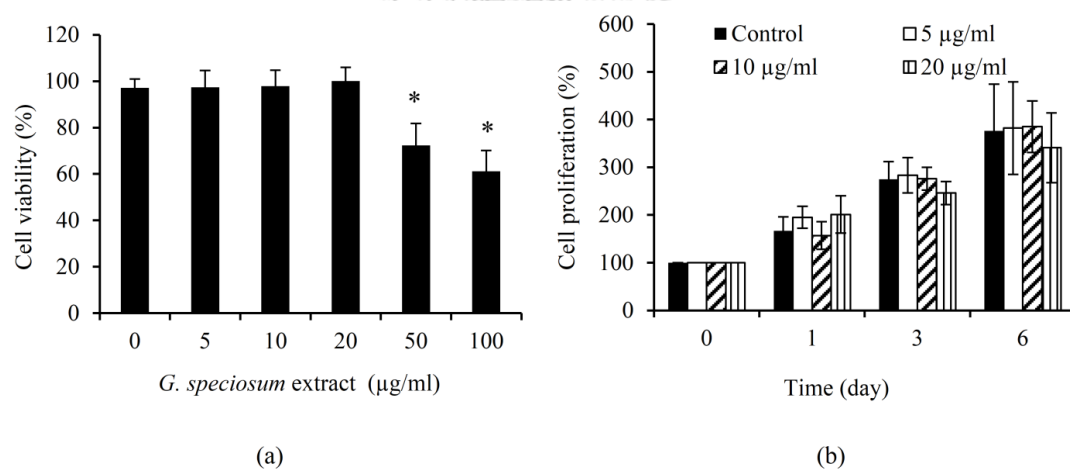 120
100
80
60
40
20
0
Cell viability (%)
*
*
0 5 10 20 50 100
G. speciosum extract (µg/ml)
(a)
600
500
400
300
200
100
0
Cell proliferation (%)
Control 5 µg/ml
10 µg/ml 20 µg/ml
0 1 3 6
Time (day)
(b)